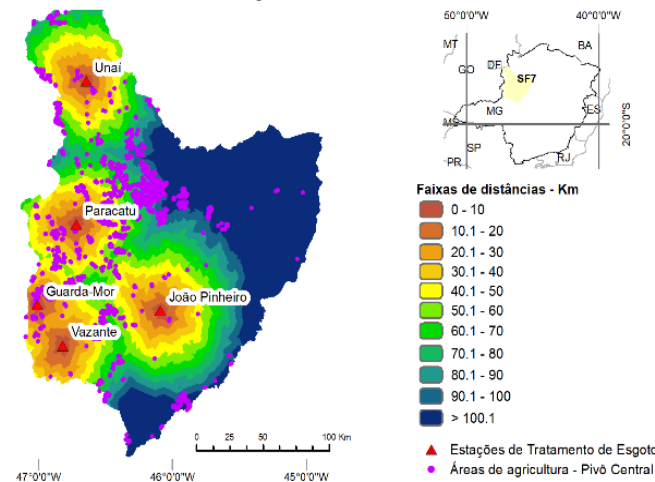 Unaí
Paracatu
Guarda-Mor
João Pinheiro
Vazante
0 25 50 100 Km
47°0'0"W 46°0'0"W 45°0'0"W
50°0'0"W 40°0'0"W
MT
BA
GO
DF
SF7
MG
ES
MS
SP
RJ
PR
20°0'0"S
Faixas de distâncias - Km
0 - 10
10.1 - 20
20.1 - 30
30.1 - 40
40.1 - 50
50.1 - 60
60.1 - 70
70.1 - 80
80.1 - 90
90.1 - 100
> 100.1
Estações de Tratamento de Esgoto
Áreas de agricultura - Pivô Central